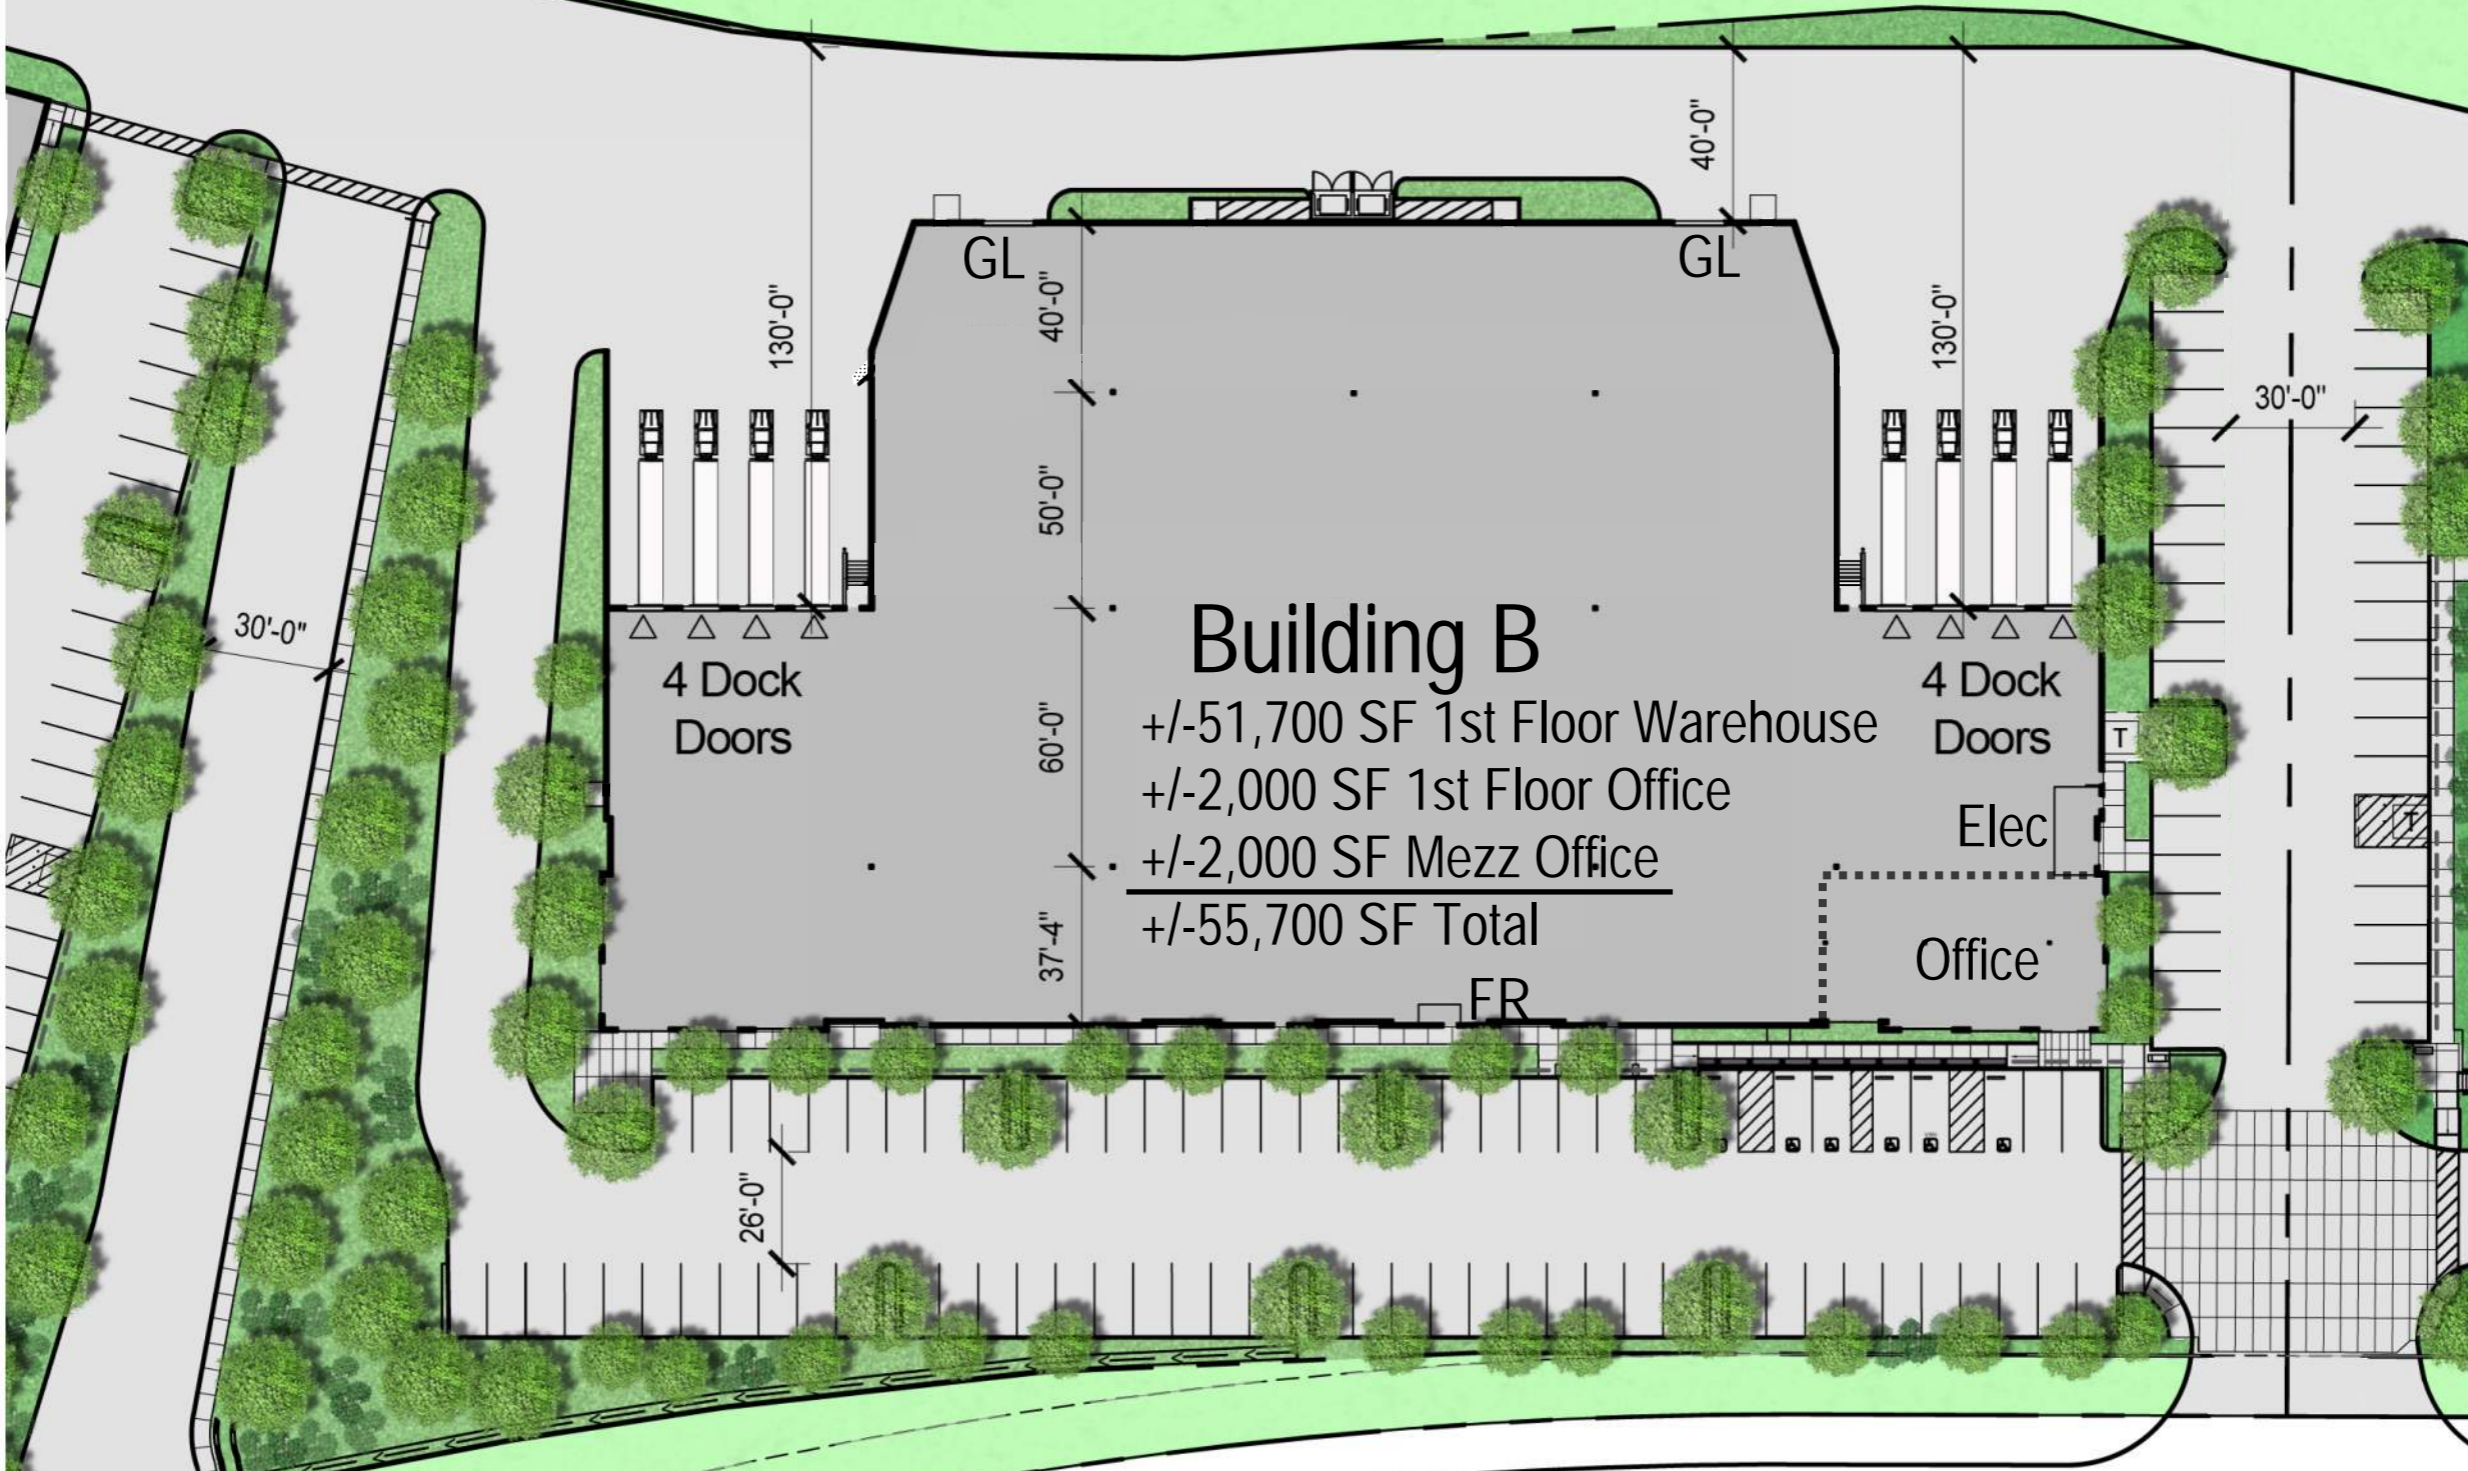 40'-0"
GL
GL
130'-0"
40'-0"
130'-0"
30'-0"
50'-0"
30'-0"
Building B
4 Dock
Doors
4 Dock
Doors
60'-0"
+/-51,700 SF 1st Floor Warehouse
+/-2,000 SF 1st Floor Office
+/-2,000 SF Mezz Office
+/-55,700 SF Total
T
T
Elec
Office
37'-4"
FR
26'-0"